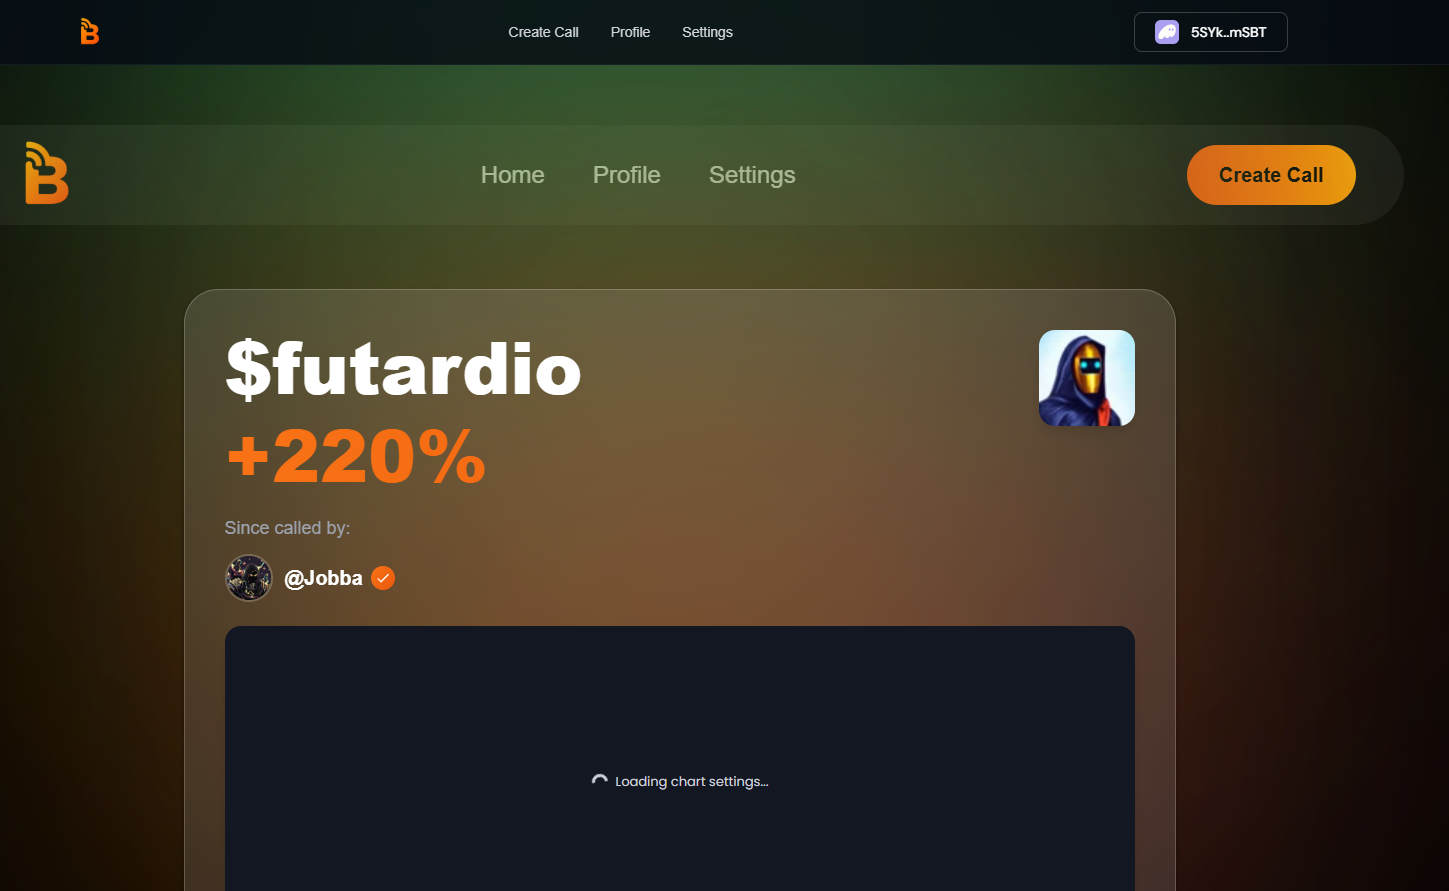 B
Create Call
Profile
Settings
5SYk..mSBT
B
Home
Profile
Settings
Create Call
$futardio
+220%
Since called by:
@Jobba
Loading chart settings...